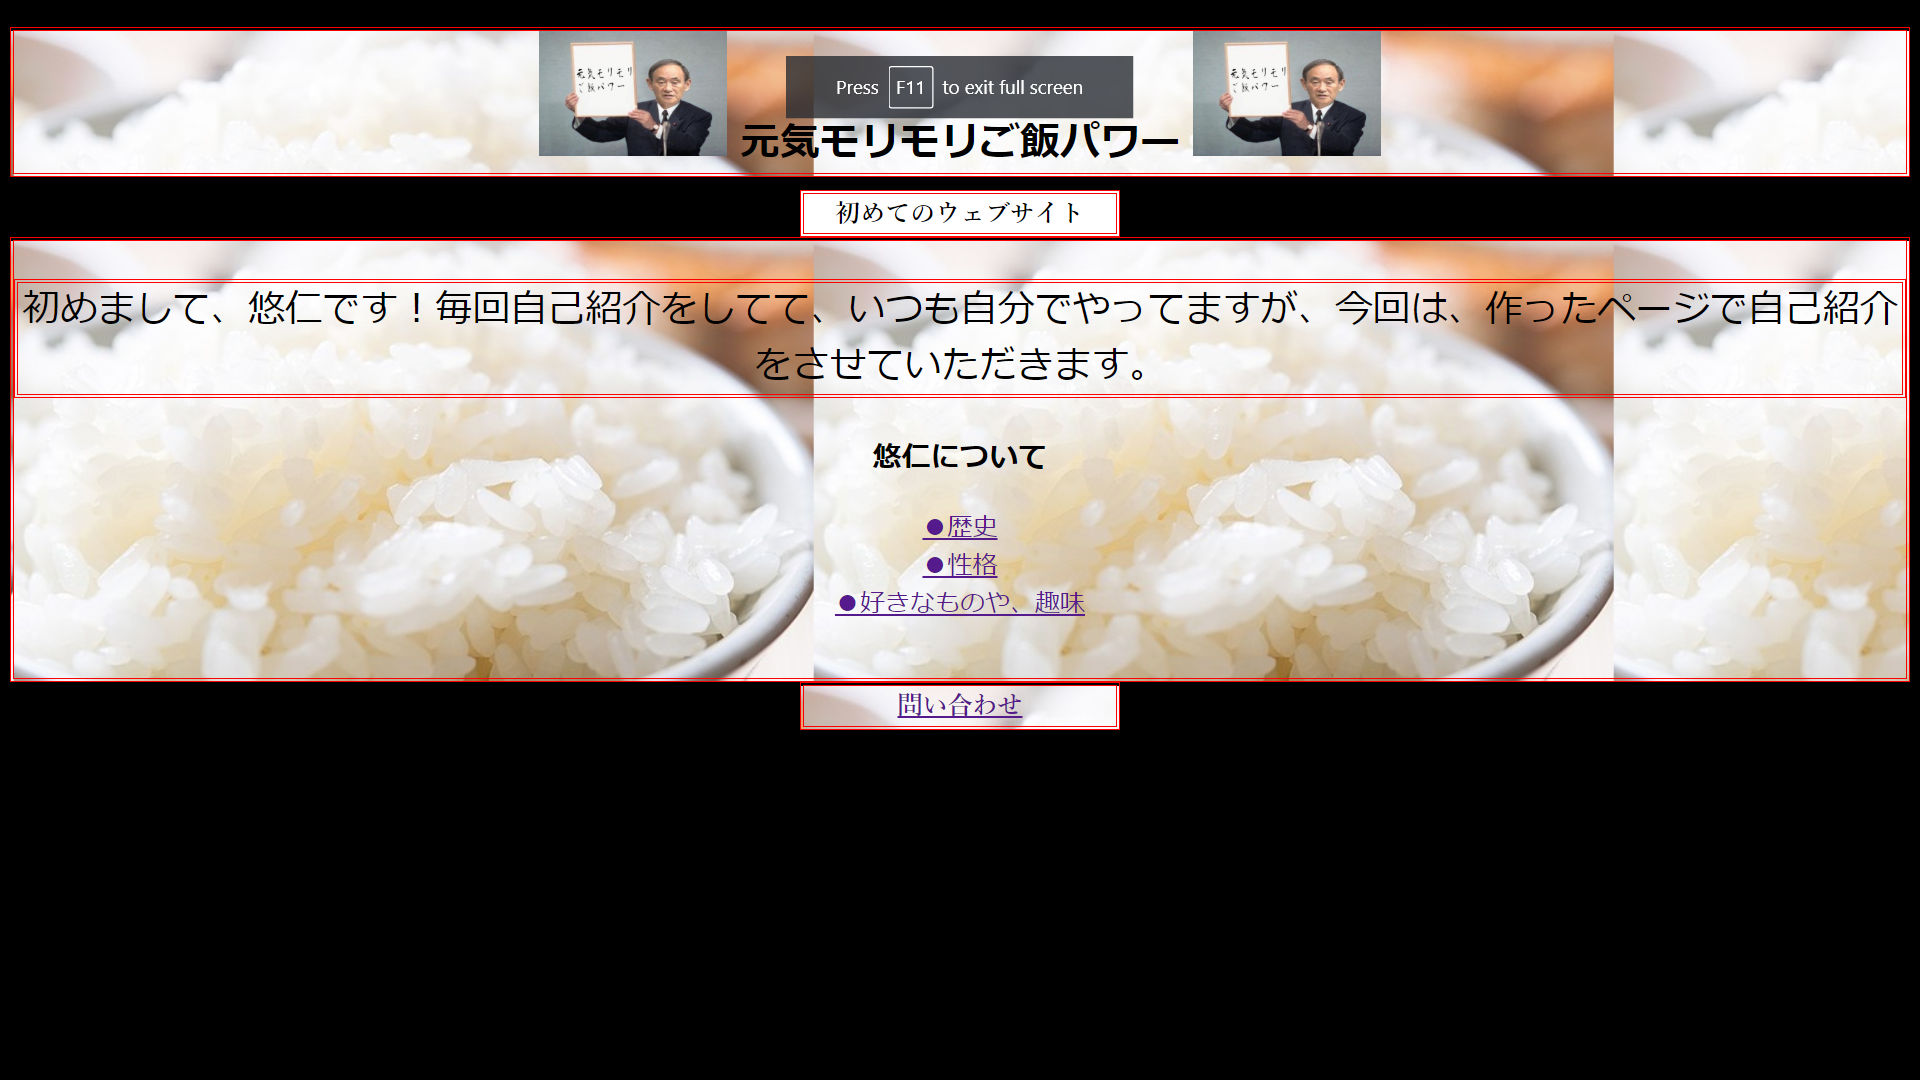 元気モリモリ
ご飯パワー
Press F11 to exit full screen
元気モリモリ
ご飯パワー
元気モリモリご飯パワー
初めてのウェブサイト
初めまして、悠仁です！毎回自己紹介をしてて、いつも自分でやってますが、今回は、作ったページで自己紹介
をさせていただきます。
悠仁について
●歴史
●性格
●好きなものや、趣味
問い合わせ